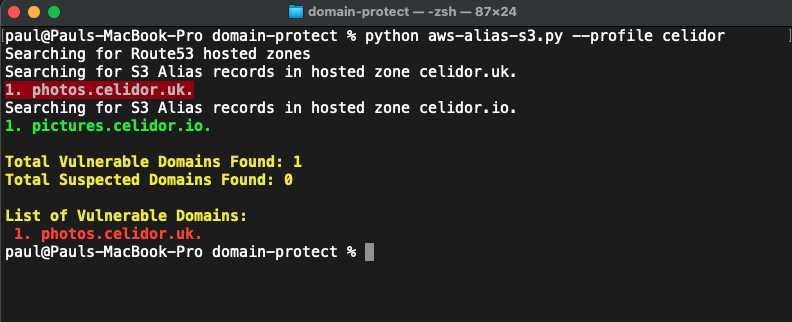 domain-protect — -zsh — 87×24
[paul@Pauls-MacBook-Pro domain-protect % python aws-alias-s3.py --profile celidor ]
Searching for Route53 hosted zones
Searching for S3 Alias records in hosted zone celidor.uk.
1. photos.celidor.uk.
Searching for S3 Alias records in hosted zone celidor.io.
1. pictures.celidor.io.
Total Vulnerable Domains Found: 1
Total Suspected Domains Found: 0
List of Vulnerable Domains:
1. photos.celidor.uk.
paul@Pauls-MacBook-Pro domain-protect %